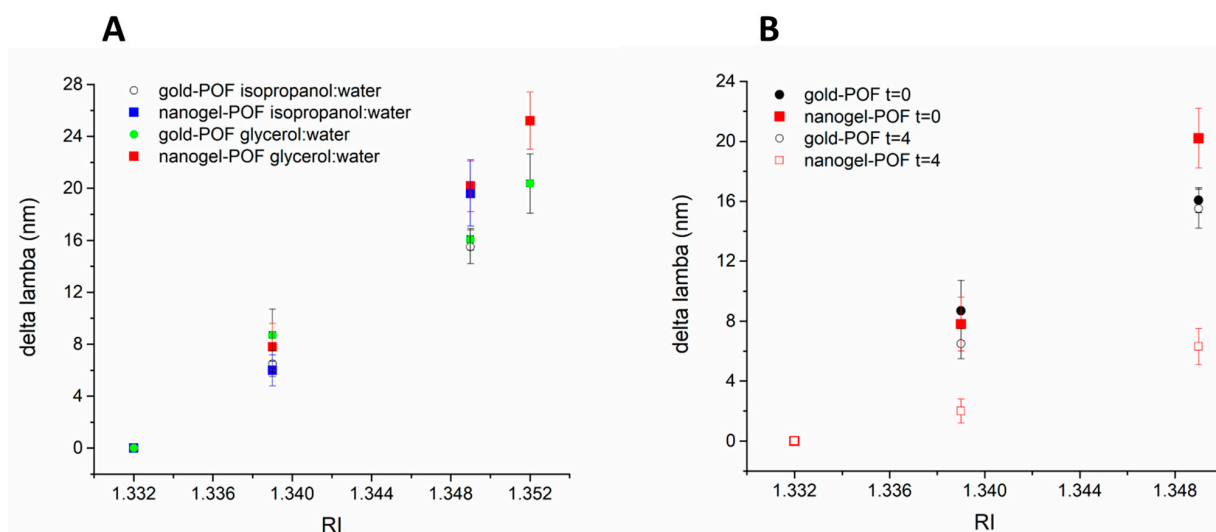 A
28
24
20
16
12
8
4
0
gold-POF isopropanol:water
nanogel-POF isopropanol:water
gold-POF glycerol:water
nanogel-POF glycerol:water
delta lamba (nm)
1.332
1.336
1.340
1.344
1.348
1.352
RI
B
24
20
16
12
8
4
0
gold-POF t=0
nanogel-POF t=0
gold-POF t=4
nanogel-POF t=4
delta lamba (nm)
1.332
1.336
1.340
1.344
1.348
RI